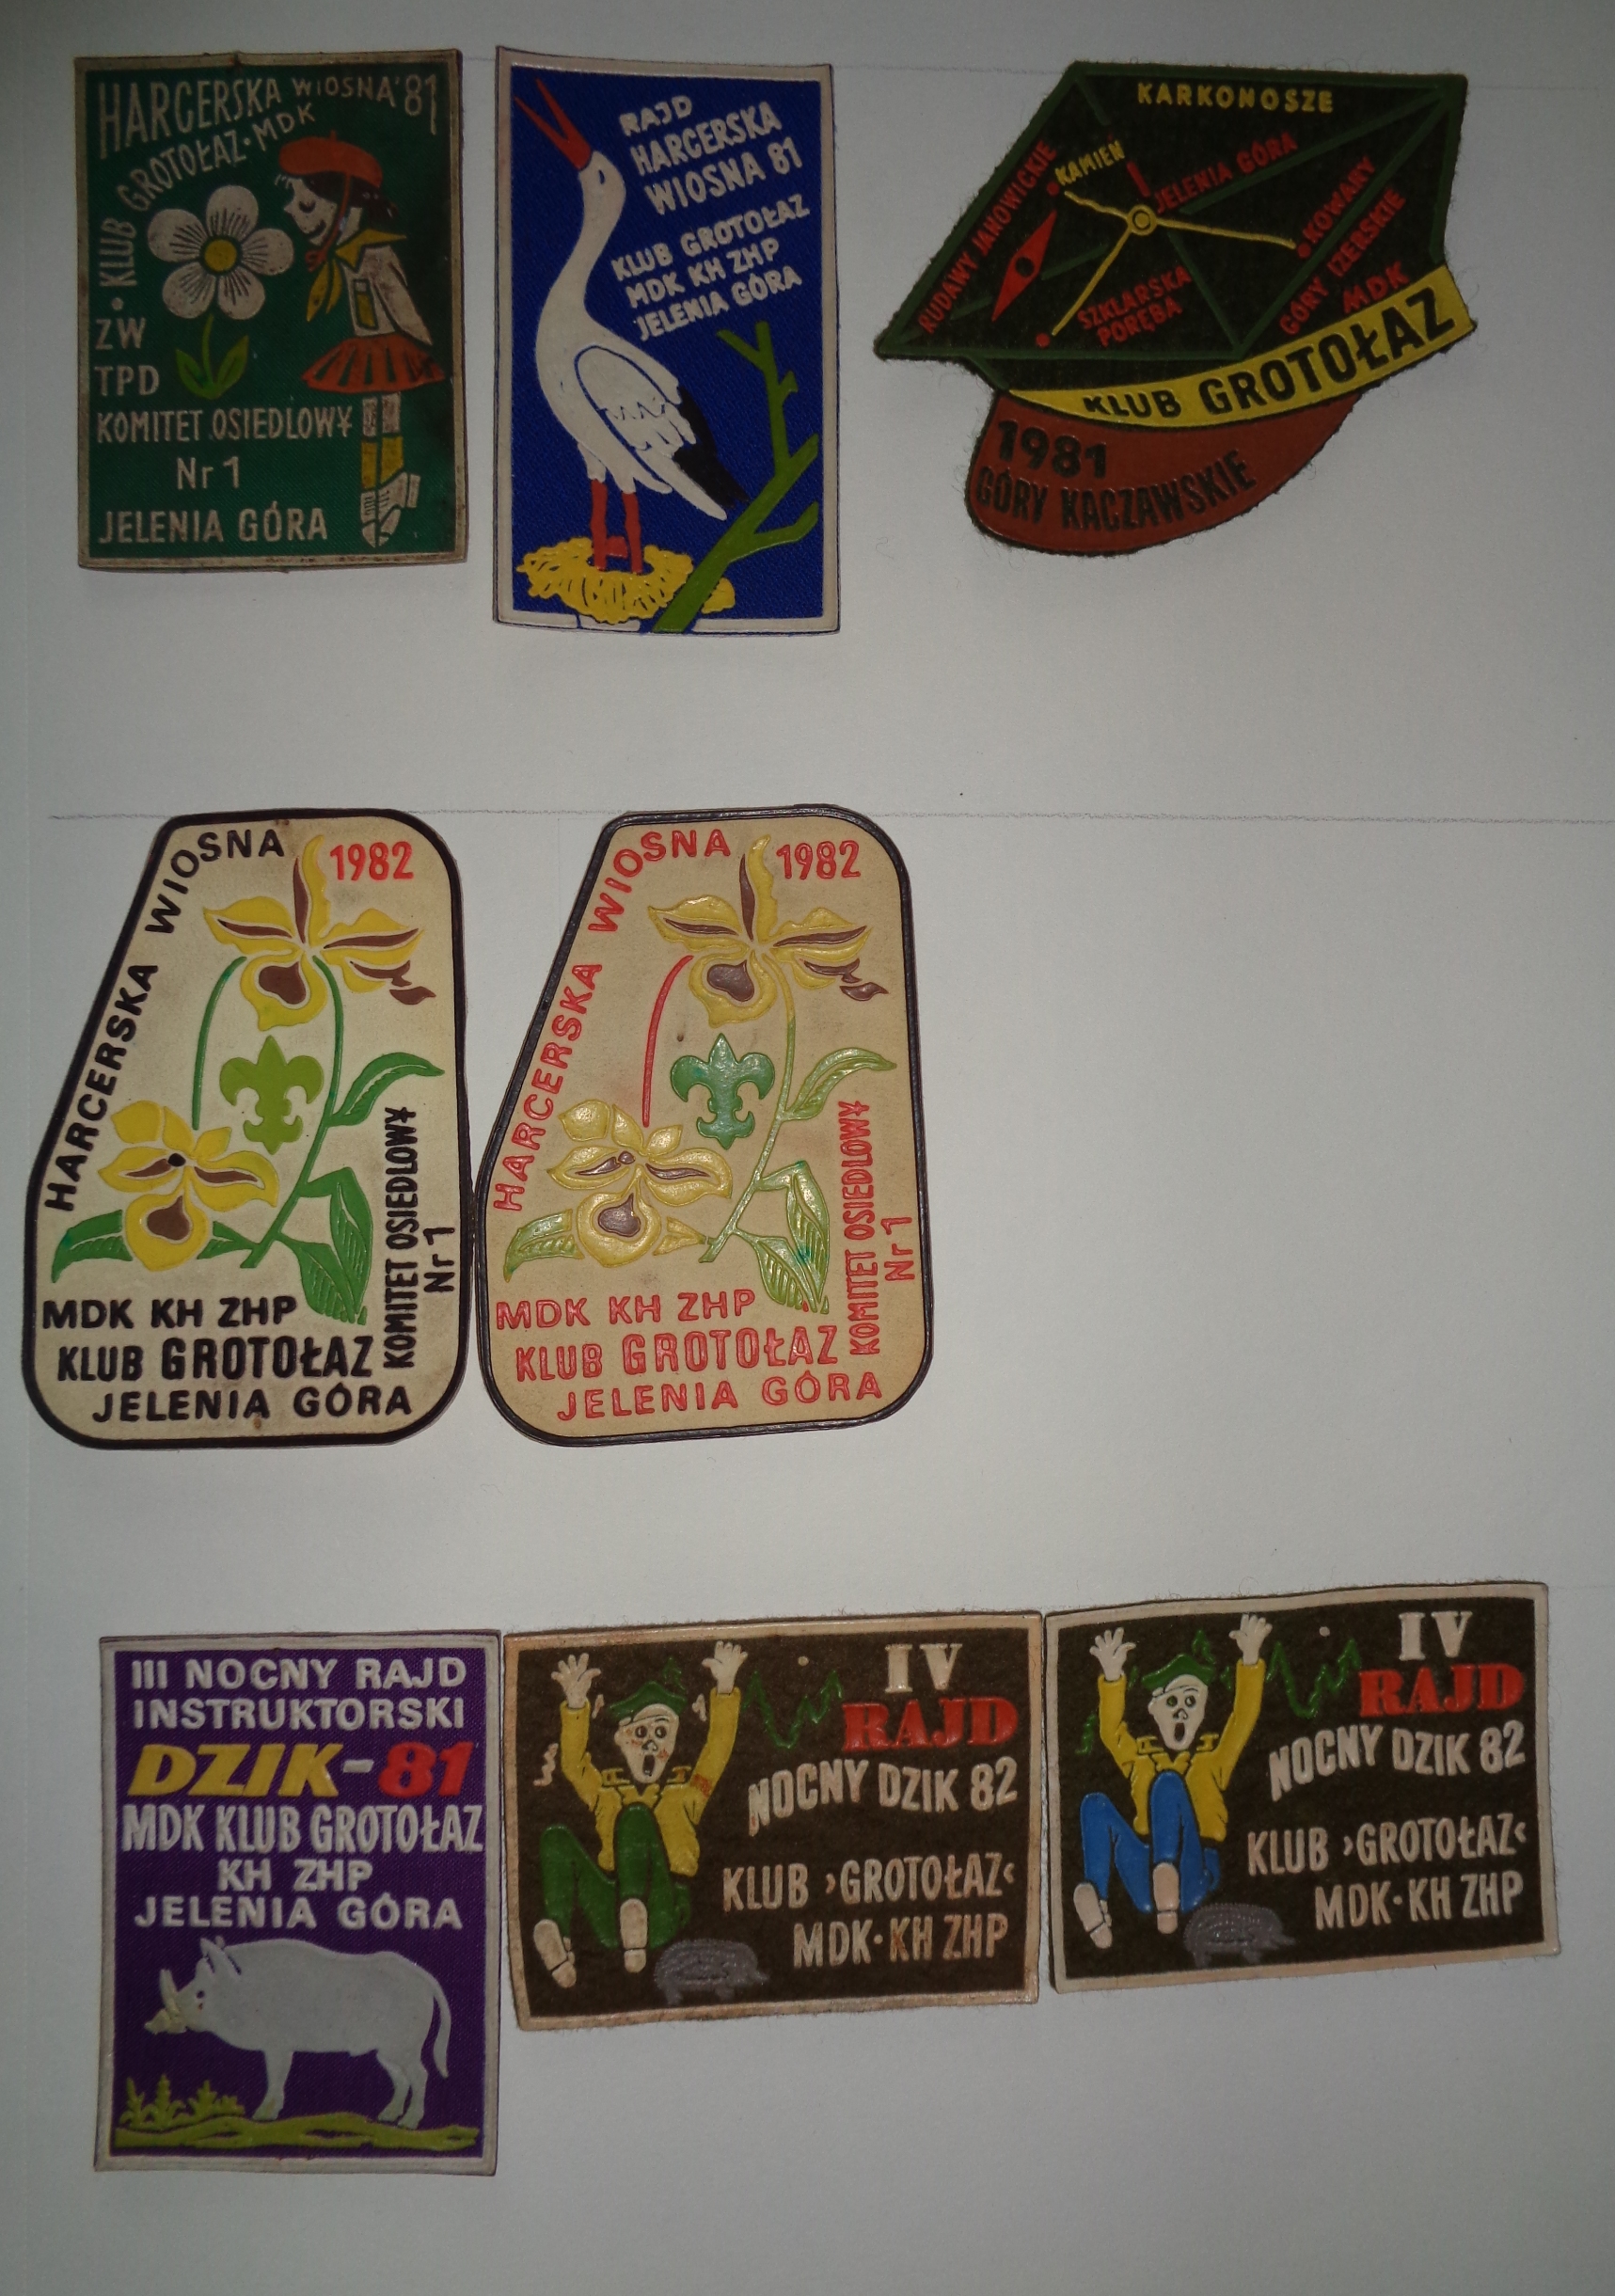 HARCERSKA WIOSNA'81
• KLUB GROTOŁAZ • MDK
ZW
TPD
KOMITET OSIEDLOWY
Nr 1
JELENIA GÓRA
RAJD
HARCERSKA
WIOSNA 81
KLUB GROTOŁAZ
MDK KH ZHP
JELENIA GÓRA
KARKONOSZE
RUDAWY JANOWICKIE
KAMIEŃ
JELENIA GÓRA
KOWARY
SZKLARSKA
PORĘBA
GÓRY IZERSKIE
MDK
KLUB GROTOŁAZ
1981
GÓRY KACZAWSKIE
HARCERSKA WIOSNA
1982
KOMITET OSIEDLOWY
Nr 1
MDK KH ZHP
KLUB GROTOŁAZ
JELENIA GÓRA
HARCERSKA WIOSNA
1982
KOMITET OSIEDLOWY
Nr 1
MDK KH ZHP
KLUB GROTOŁAZ
JELENIA GÓRA
III NOCNY RAJD
INSTRUKTORSKI
DZIK-81
MDK KLUB GROTOŁAZ
KH ZHP
JELENIA GÓRA
IV
RAJD
NOCNY DZIK 82
KLUB ›GROTOŁAZ‹
MDK•KH ZHP
IV
RAJD
NOCNY DZIK 82
KLUB ›GROTOŁAZ‹
MDK•KH ZHP